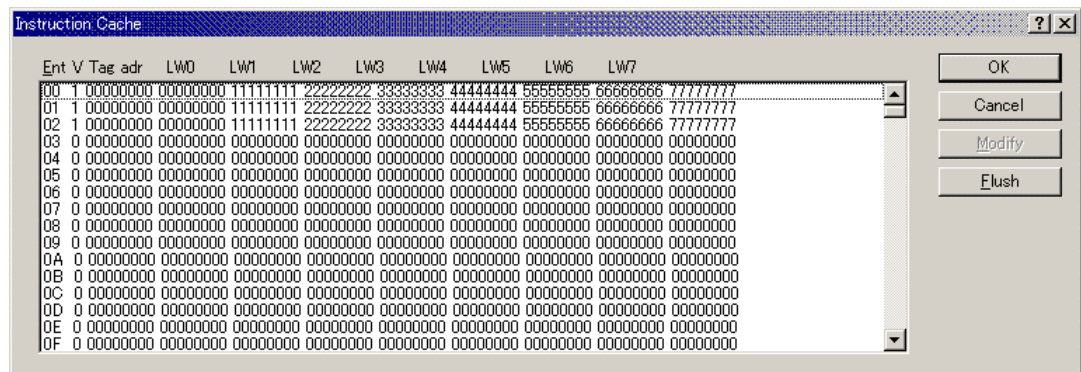 Instruction Cache
Ent V Tag adr LW0 LW1 LW2 LW3 LW4 LW5 LW6 LW7
00 1 00000000 00000000 11111111 22222222 33333333 44444444 55555555 66666666 77777777
01 1 00000000 00000000 11111111 22222222 33333333 44444444 55555555 66666666 77777777
02 1 00000000 00000000 11111111 22222222 33333333 44444444 55555555 66666666 77777777
03 0 00000000 00000000 00000000 00000000 00000000 00000000 00000000 00000000 00000000
04 0 00000000 00000000 00000000 00000000 00000000 00000000 00000000 00000000 00000000
05 0 00000000 00000000 00000000 00000000 00000000 00000000 00000000 00000000 00000000
06 0 00000000 00000000 00000000 00000000 00000000 00000000 00000000 00000000 00000000
07 0 00000000 00000000 00000000 00000000 00000000 00000000 00000000 00000000 00000000
08 0 00000000 00000000 00000000 00000000 00000000 00000000 00000000 00000000 00000000
09 0 00000000 00000000 00000000 00000000 00000000 00000000 00000000 00000000 00000000
0A 0 00000000 00000000 00000000 00000000 00000000 00000000 00000000 00000000 00000000
0B 0 00000000 00000000 00000000 00000000 00000000 00000000 00000000 00000000 00000000
0C 0 00000000 00000000 00000000 00000000 00000000 00000000 00000000 00000000 00000000
0D 0 00000000 00000000 00000000 00000000 00000000 00000000 00000000 00000000 00000000
0E 0 00000000 00000000 00000000 00000000 00000000 00000000 00000000 00000000 00000000
0F 0 00000000 00000000 00000000 00000000 00000000 00000000 00000000 00000000 00000000
OK
Cancel
Modify
Flush